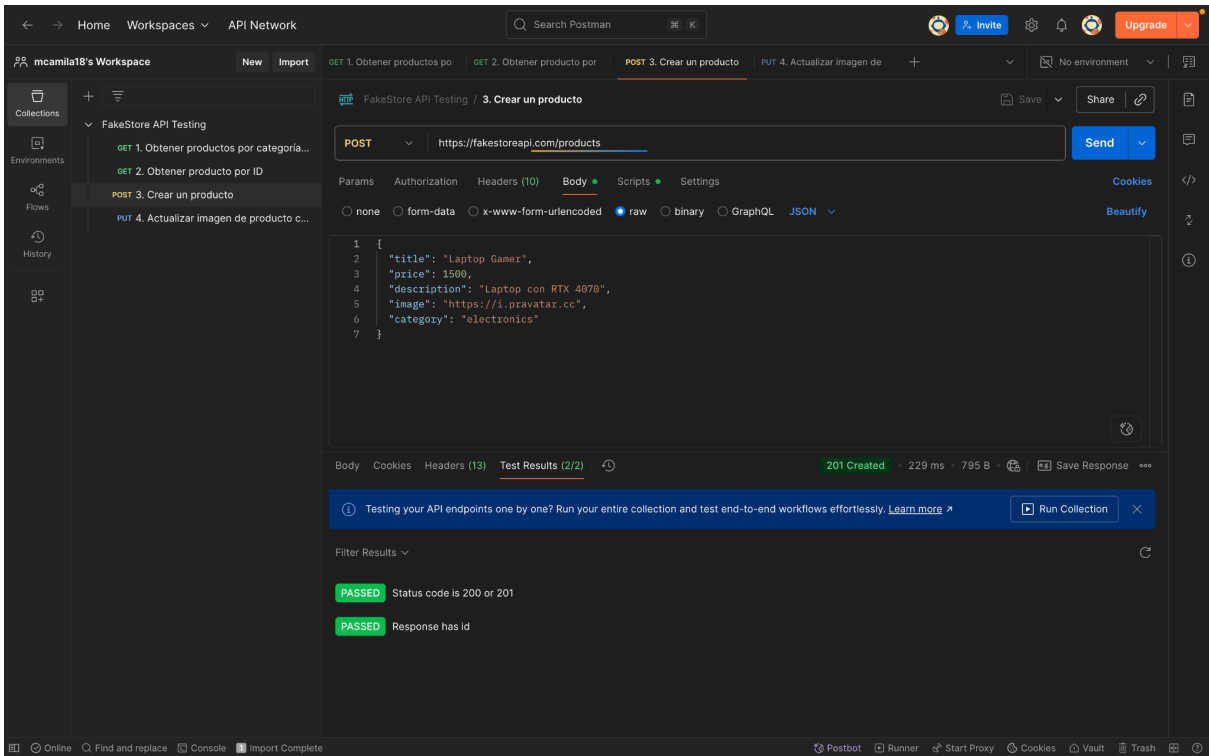 Home Workspaces API Network Search Postman ⌘ K Invite Upgrade
mcamila18's Workspace New Import GET 1. Obtener productos po GET 2. Obtener producto por POST 3. Crear un producto PUT 4. Actualizar imagen de No environment
Collections
Environments
Flows
History
FakeStore API Testing
GET 1. Obtener productos por categoría...
GET 2. Obtener producto por ID
POST 3. Crear un producto
PUT 4. Actualizar imagen de producto c...
HTTP FakeStore API Testing / 3. Crear un producto Save Share
POST https://fakestoreapi.com/products Send
Params Authorization Headers (10) Body Scripts Settings Cookies
none form-data x-www-form-urlencoded raw binary GraphQL JSON Beautify
1 {
2 "title": "Laptop Gamer",
3 "price": 1500,
4 "description": "Laptop con RTX 4070",
5 "image": "https://i.pravatar.cc",
6 "category": "electronics"
7 }
Body Cookies Headers (13) Test Results (2/2) 201 Created 229 ms 795 B Save Response
Testing your API endpoints one by one? Run your entire collection and test end-to-end workflows effortlessly. Learn more Run Collection
Filter Results
PASSED Status code is 200 or 201
PASSED Response has id
Online Find and replace Console 1 Import Complete Postbot Runner Start Proxy Cookies Vault Trash